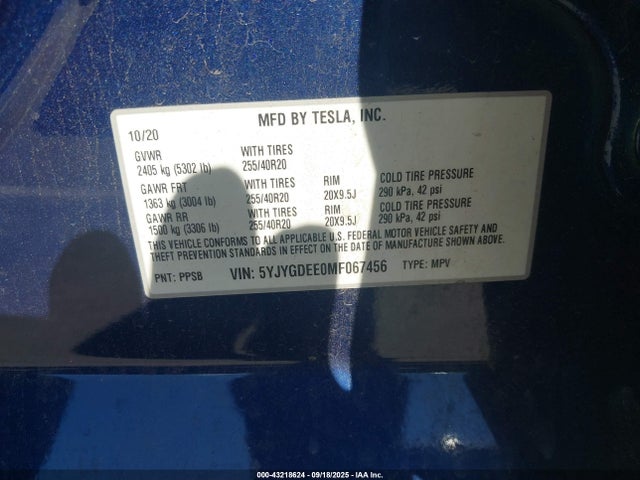 MFD BY TESLA, INC.
10/20
GVWR WITH TIRES
2405 kg (5302 lb) 255/40R20
GAWR FRT WITH TIRES RIM COLD TIRE PRESSURE
1363 kg (3004 lb) 255/40R20 20X9.5J 290 kPa, 42 psi
GAWR RR WITH TIRES RIM COLD TIRE PRESSURE
1500 kg (3306 lb) 255/40R20 20X9.5J 290 kPa, 42 psi
THIS VEHICLE CONFORMS TO ALL APPLICABLE U.S. FEDERAL MOTOR VEHICLE SAFETY AND
THEFT PREVENTION STANDARDS IN EFFECT ON THE DATE OF MANUFACTURE SHOWN ABOVE.
PNT: PPSB VIN: 5YJYGDEE0MF067456 TYPE: MPV
000-43218624 - 09/18/2025 - IAA Inc.